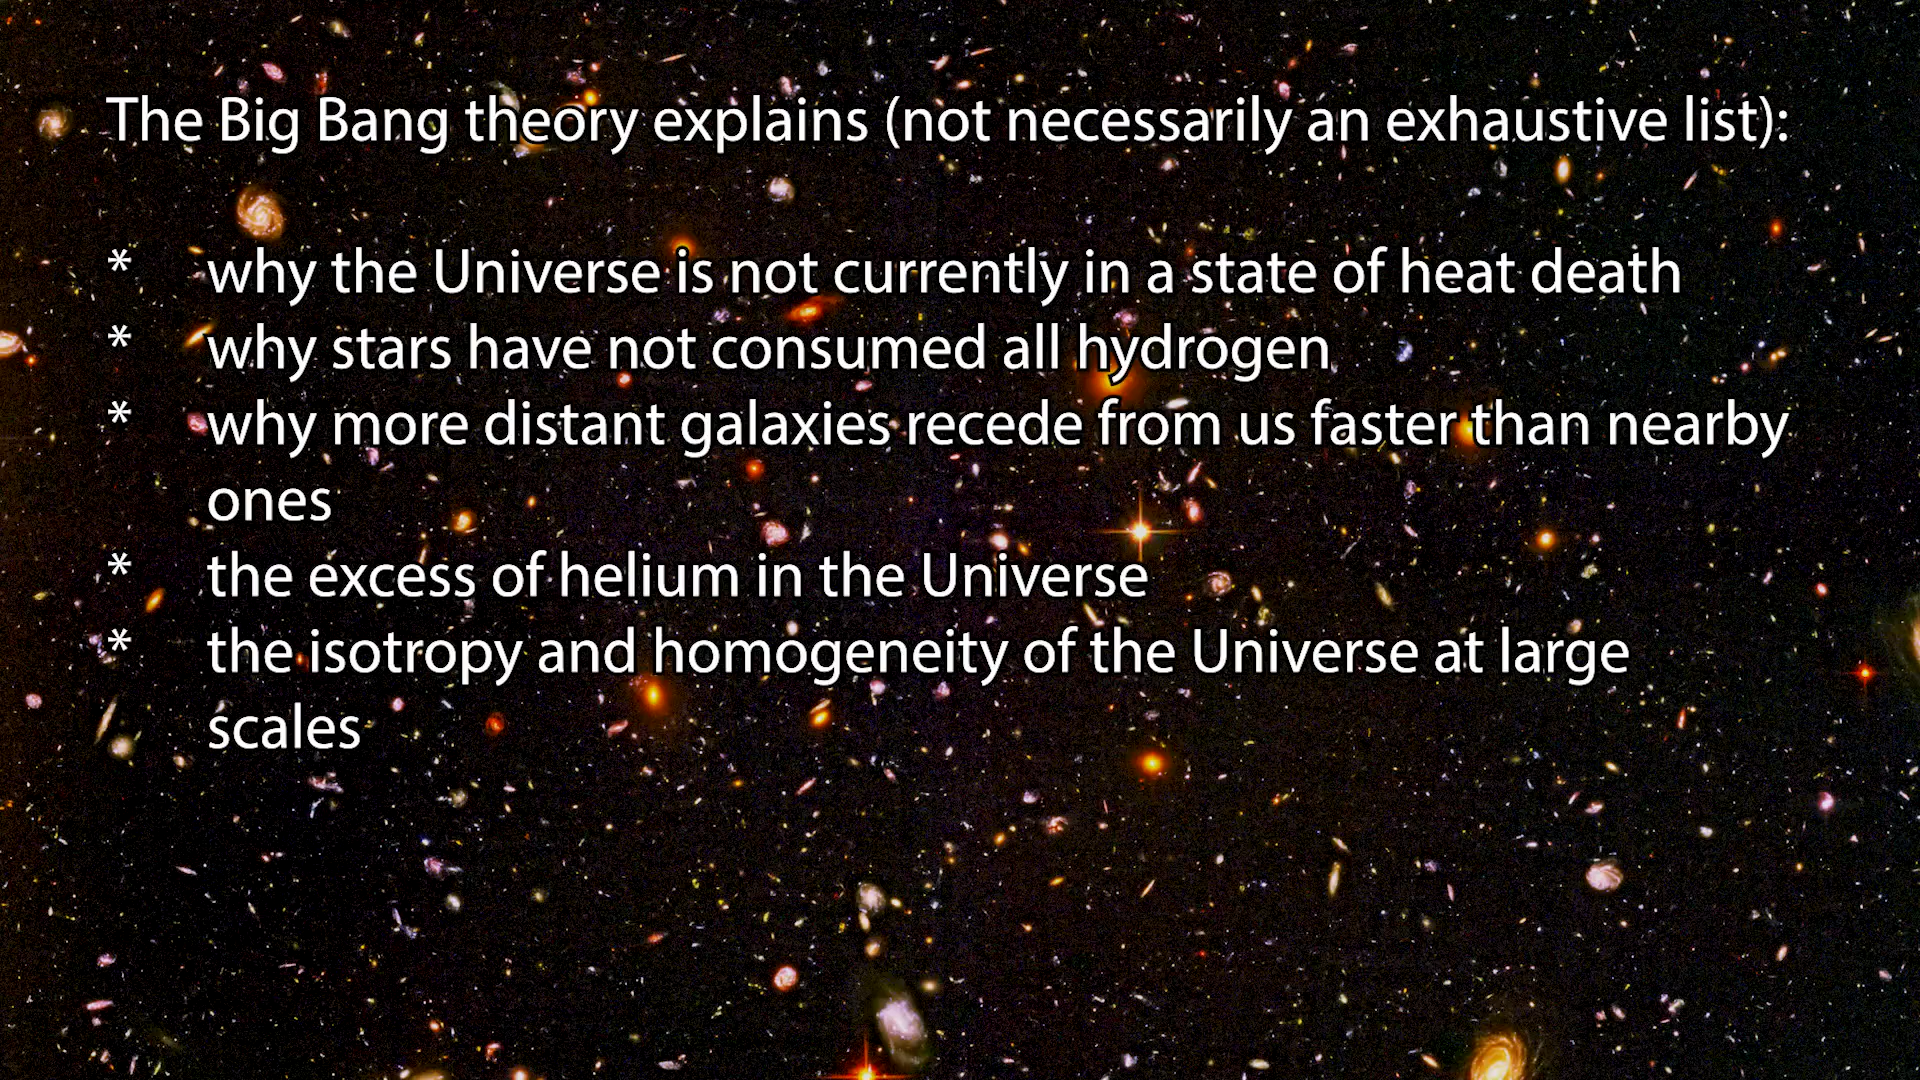 The Big Bang theory explains (not necessarily an exhaustive list):
* why the Universe is not currently in a state of heat death
* why stars have not consumed all hydrogen
* why more distant galaxies recede from us faster than nearby
ones
* the excess of helium in the Universe
* the isotropy and homogeneity of the Universe at large
scales